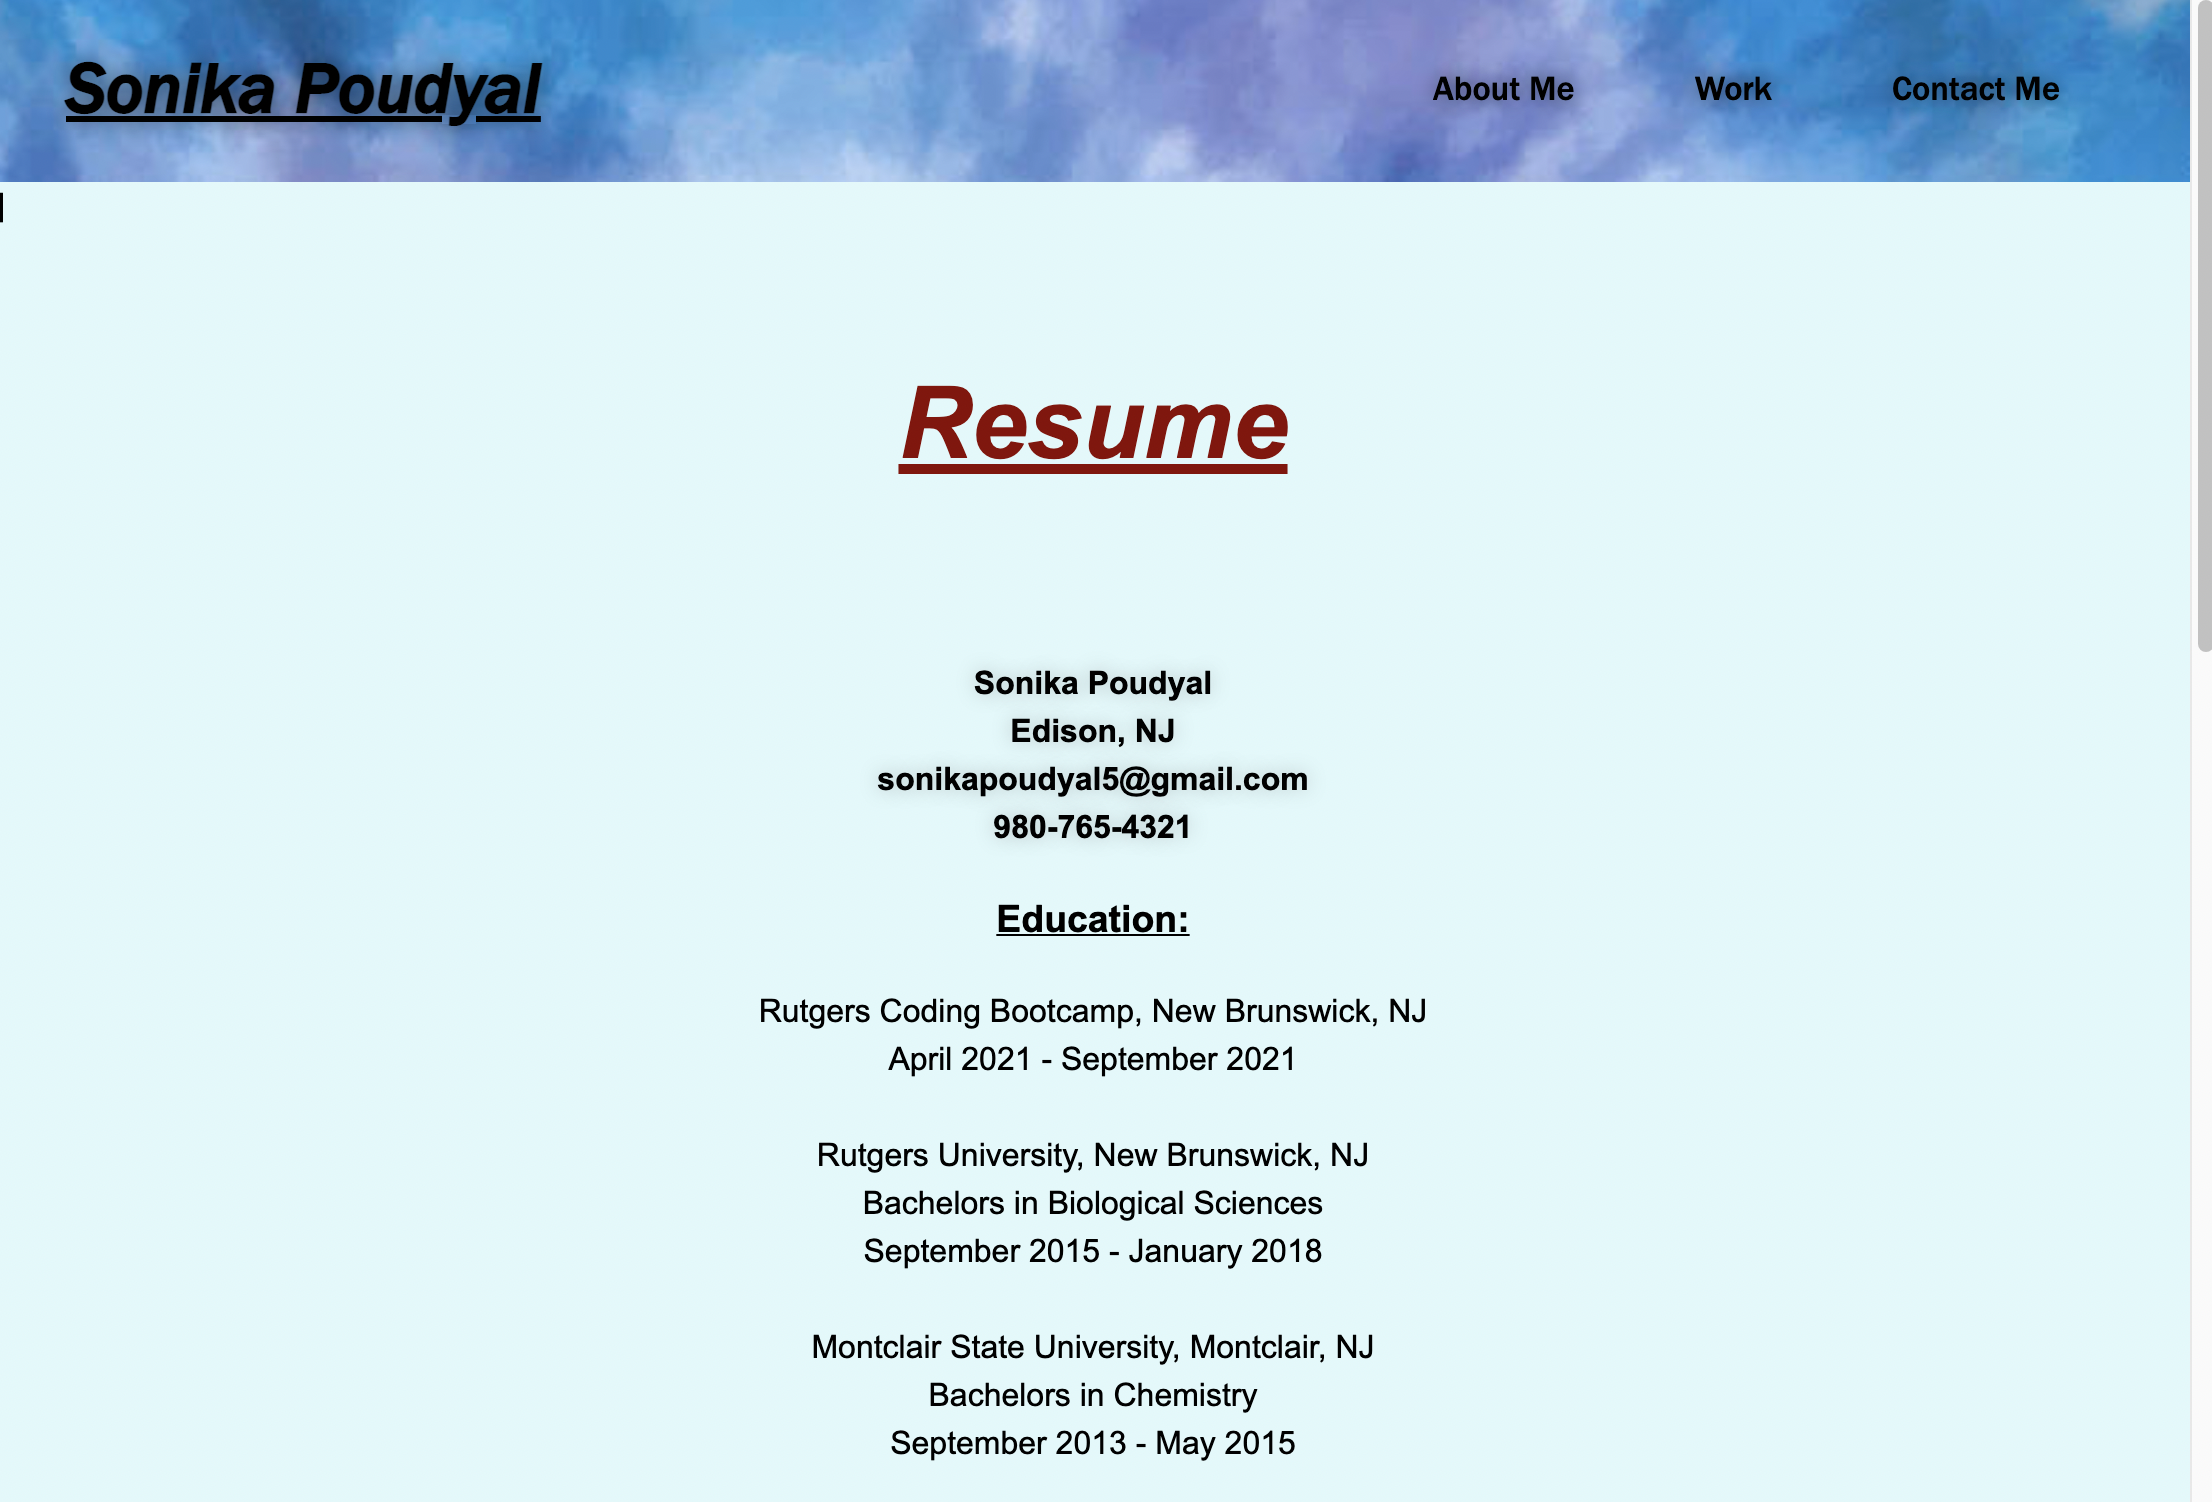 Sonika Poudyal
About Me
Work
Contact Me
Resume
Sonika Poudyal
Edison, NJ
sonikapoudyal5@gmail.com
980-765-4321
Education:
Rutgers Coding Bootcamp, New Brunswick, NJ
April 2021 - September 2021
Rutgers University, New Brunswick, NJ
Bachelors in Biological Sciences
September 2015 - January 2018
Montclair State University, Montclair, NJ
Bachelors in Chemistry
September 2013 - May 2015